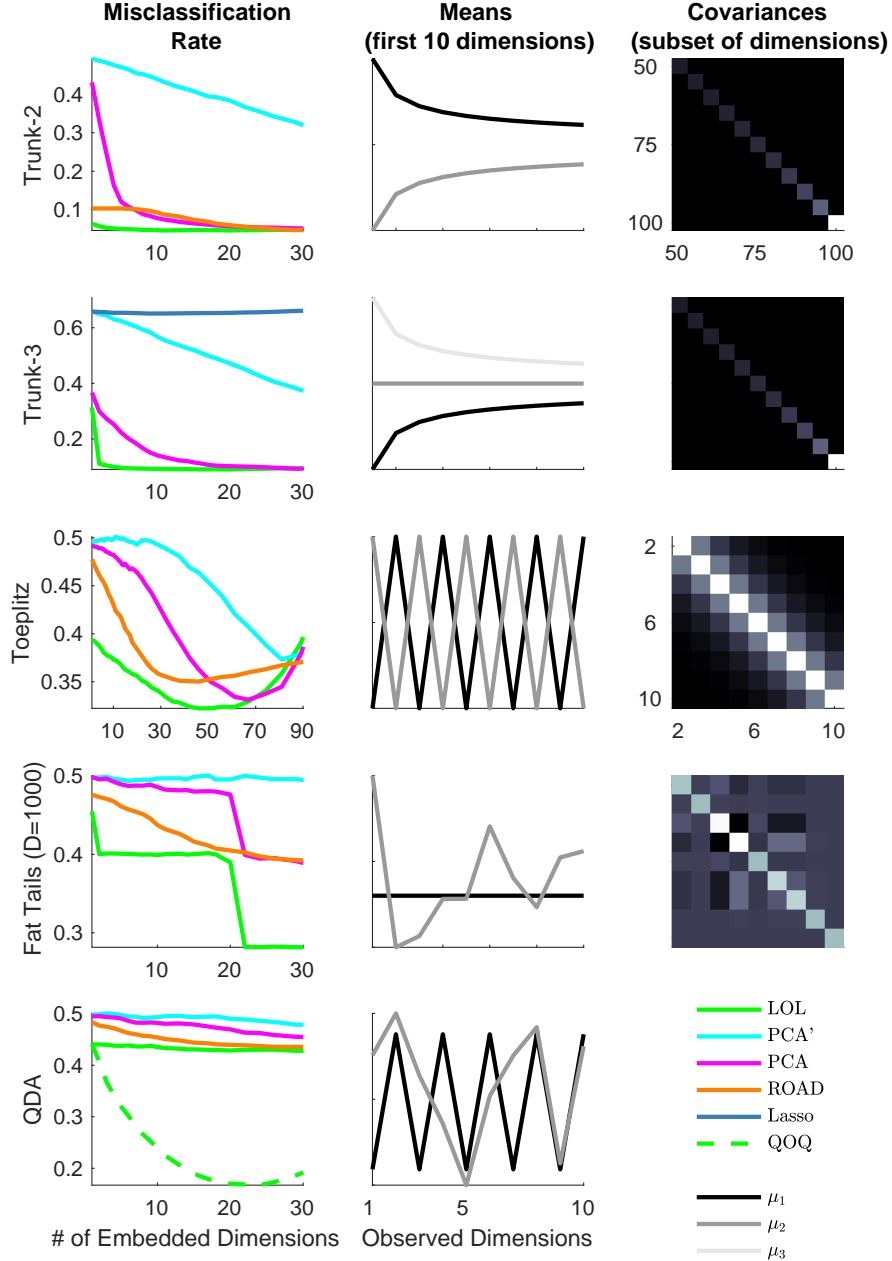 Misclassification
Rate
Means
(first 10 dimensions)
Covariances
(subset of dimensions)
Trunk-2
0.4
0.3
0.2
0.1
10
20
30
50
75
100
50
75
100
Trunk-3
0.6
0.4
0.2
10
20
30
Toeplitz
0.5
0.45
0.4
0.35
10
30
50
70
90
2
6
10
2
6
10
Fat Tails (D=1000)
0.5
0.4
0.3
10
20
30
QDA
0.5
0.4
0.3
0.2
10
20
30
# of Embedded Dimensions
1
5
10
Observed Dimensions
LOL
PCA'
PCA
ROAD
Lasso
QOQ
μ₁
μ₂
μ₃